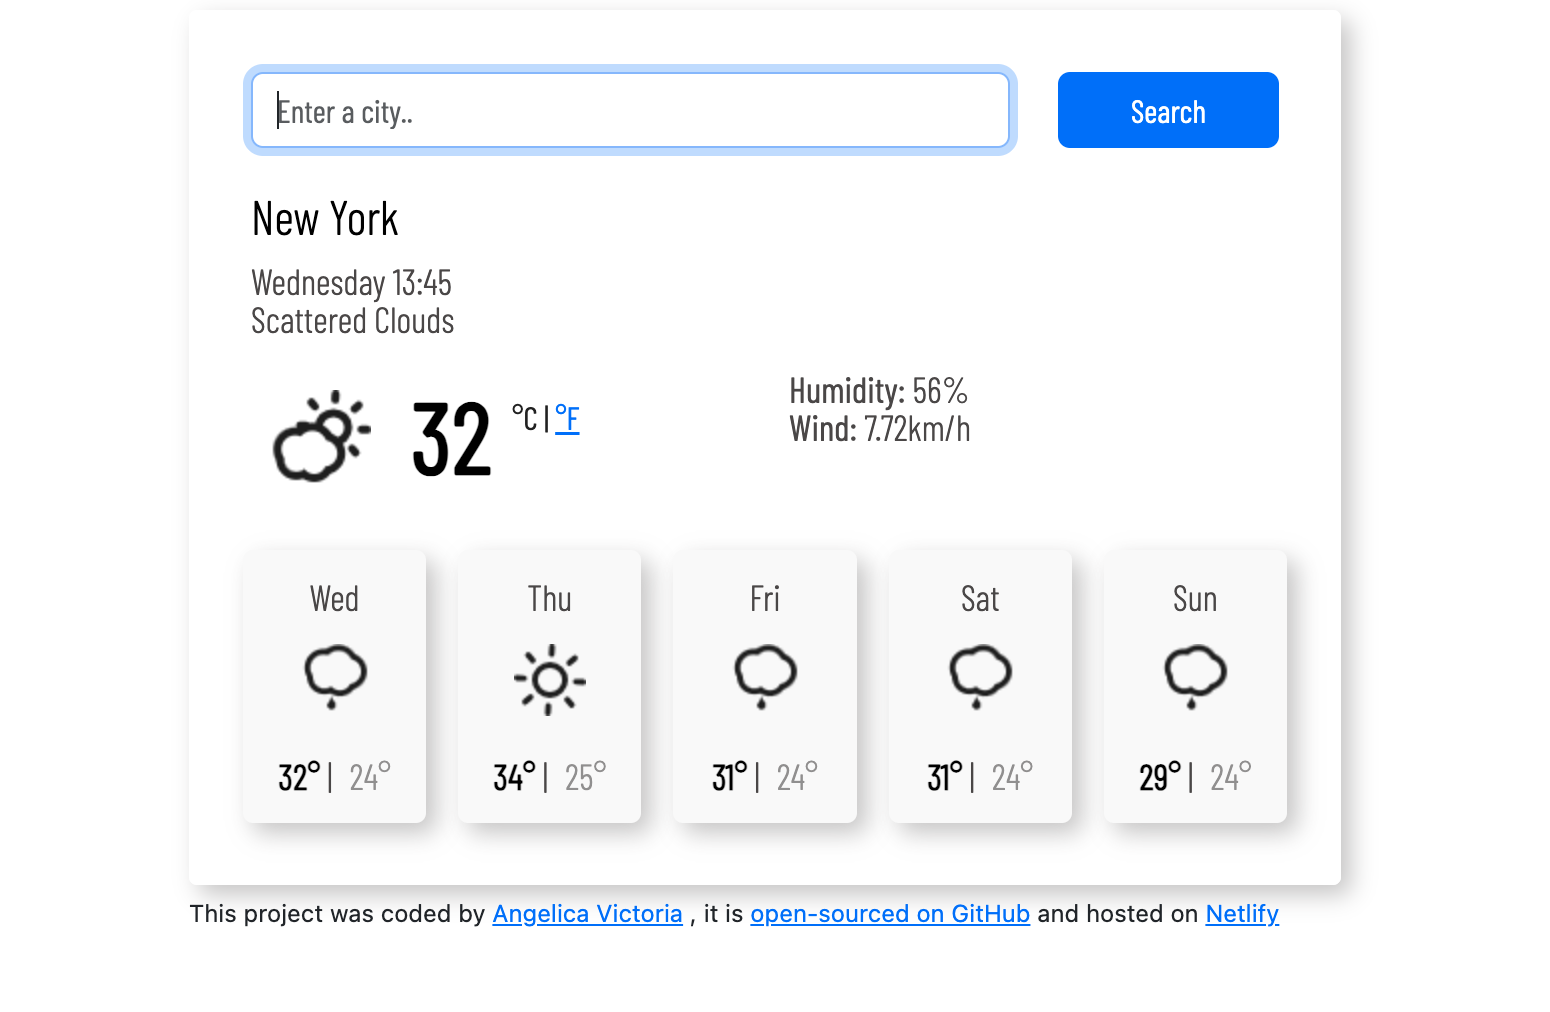 Enter a city..
Search
New York
Wednesday 13:45
Scattered Clouds
32 °C | °F
Humidity: 56%
Wind: 7.72km/h
Wed
32° | 24°
Thu
34° | 25°
Fri
31° | 24°
Sat
31° | 24°
Sun
29° | 24°
This project was coded by Angelica Victoria , it is open-sourced on GitHub and hosted on Netlify